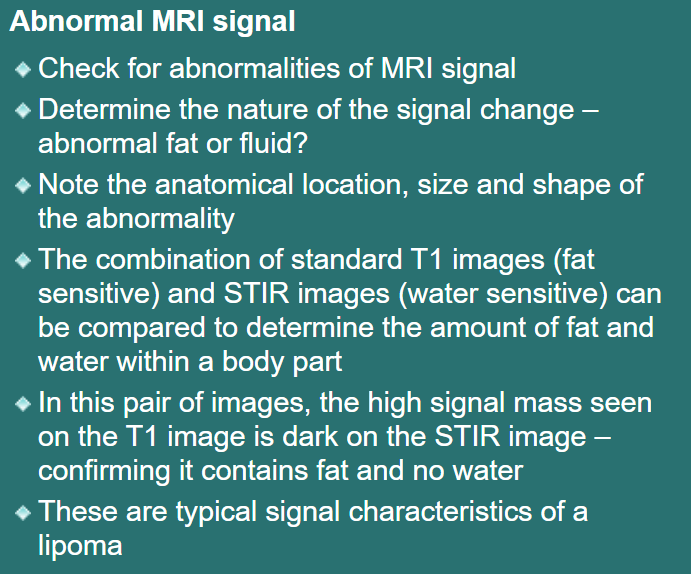 Abnormal MRI signal
Check for abnormalities of MRI signal
Determine the nature of the signal change –
abnormal fat or fluid?
Note the anatomical location, size and shape of
the abnormality
The combination of standard T1 images (fat
sensitive) and STIR images (water sensitive) can
be compared to determine the amount of fat and
water within a body part
In this pair of images, the high signal mass seen
on the T1 image is dark on the STIR image –
confirming it contains fat and no water
These are typical signal characteristics of a
lipoma